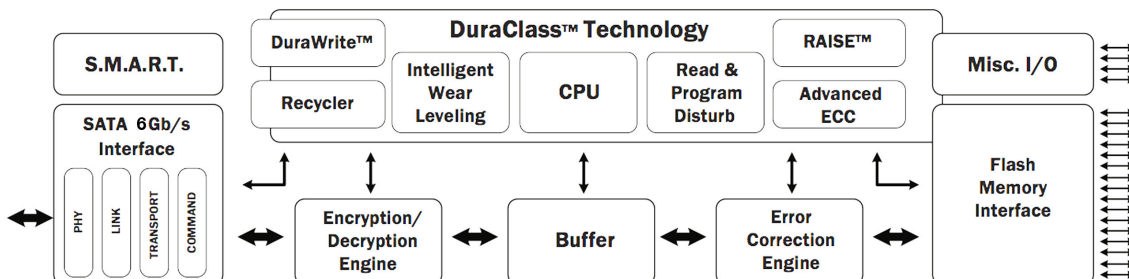 DuraClass™ Technology
DuraWrite™
Recycler
Intelligent
Wear
Leveling
CPU
Read &
Program
Disturb
RAISE™
Advanced
ECC
S.M.A.R.T.
Misc. I/O
SATA 6Gb/s
Interface
PHY
LINK
TRANSPORT
COMMAND
Encryption/
Decryption
Engine
Buffer
Error
Correction
Engine
Flash
Memory
Interface